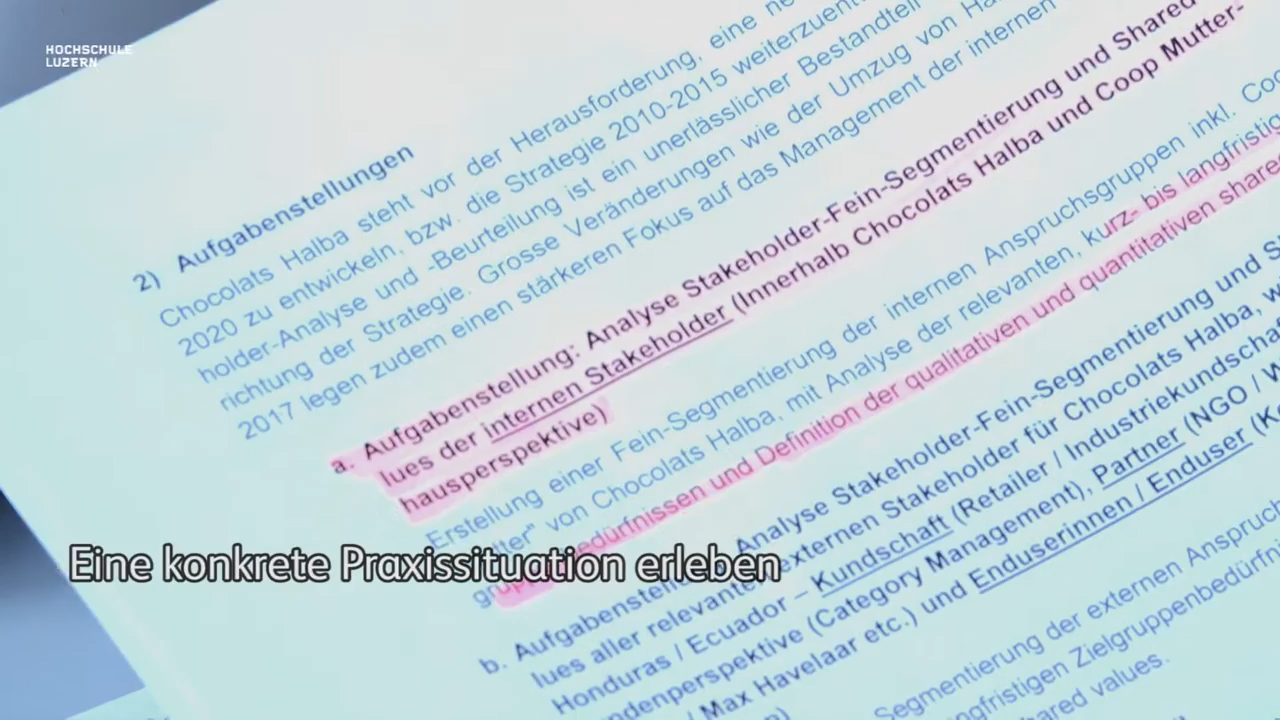 HOCHSCHULE
LUZERN
2) Aufgabenstellungen
Chocolats Halba steht vor der Herausforderung, eine
2020 zu entwickeln, bzw. die Strategie 2010-2015
holder-Analyse und -Beurteilung ist ein unerlässlicher Bestandteil
richtung der Strategie. Grosse Veränderungen wie der Umzug von
2017 legen zudem einen stärkeren Fokus auf das Management der internen
a. Aufgabenstellung: Analyse Stakeholder-Fein-Segmentierung und Shared
lues der internen Stakeholder (Innerhalb Chocolats Halba und Coop Mutter-
hausperspektive)
Erstellung einer Fein-Segmentierung der internen Anspruchsgruppen inkl.
von Chocolats Halba, mit Analyse der relevanten, kurz- bis langfristig
und Definition der qualitativen und quantitativen
b. Analyse Stakeholder-Fein-Segmentierung und
lues aller externen Stakeholder für Chocolats Halba,
Honduras / Ecuador – Kundschaft (Retailer / Industriekundschaft
(Category Management), Partner (NGO /
/ Max Havelaar etc.) und Enduserinnen / Enduser
Segmentierung der externen
Zielgruppenbedürfni
values.
Eine konkrete Praxissituation erleben